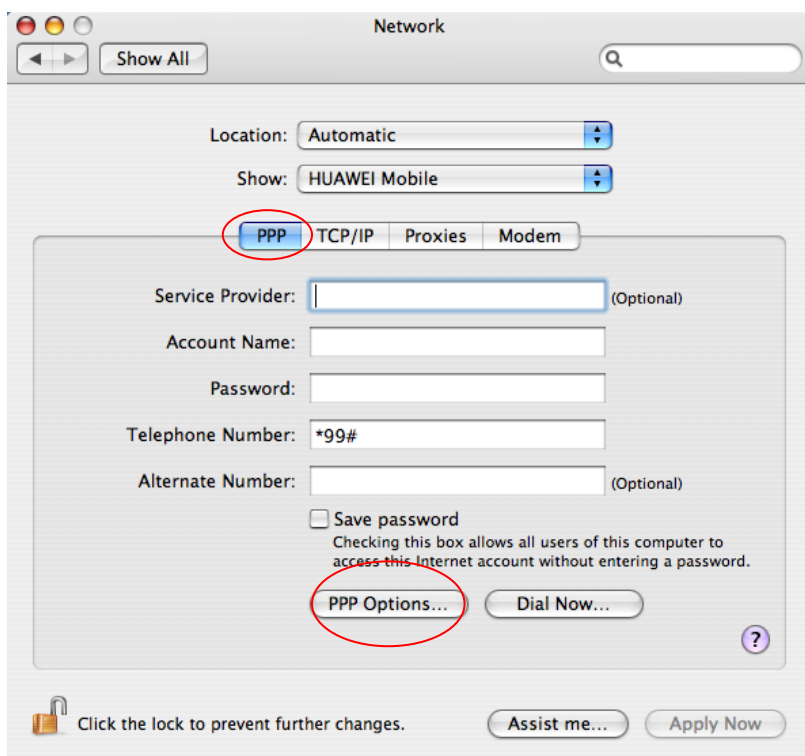 Network
Show All
Location: Automatic
Show: HUAWEI Mobile
PPP TCP/IP Proxies Modem
Service Provider: (Optional)
Account Name:
Password:
Telephone Number: *99#
Alternate Number: (Optional)
Save password
Checking this box allows all users of this computer to
access this Internet account without entering a password.
PPP Options... Dial Now...
?
Click the lock to prevent further changes. Assist me... Apply Now